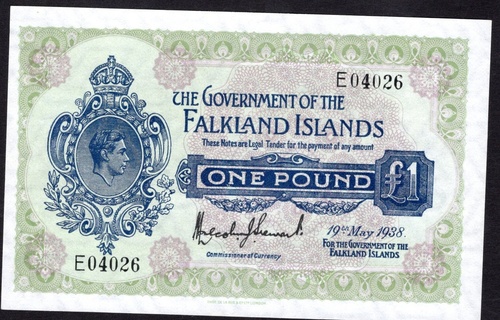 E04026
THE GOVERNMENT OF THE
FALKLAND ISLANDS
These Notes are Legal Tender for the payment of any amount
ONE POUND £1
19th MAY 1938.
Commissioner of Currency
FOR THE GOVERNMENT OF THE
FALKLAND ISLANDS
E04026